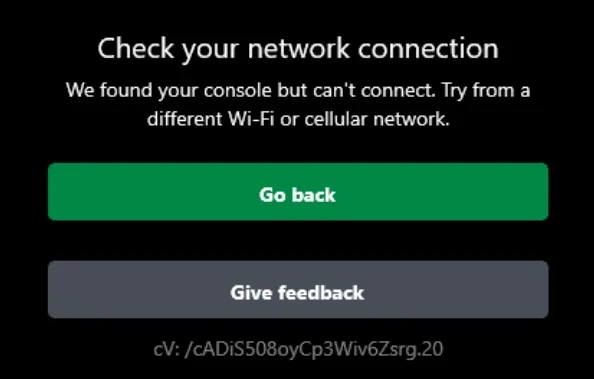 Check your network connection
We found your console but can't connect. Try from a
different Wi-Fi or cellular network.
Go back
Give feedback
cV: /cADiS508oyCp3Wiv6Zsrg.20